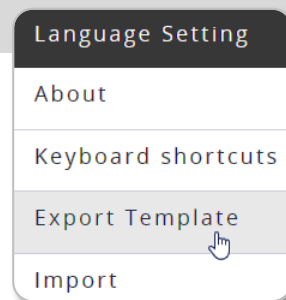 Language Setting
About
Keyboard shortcuts
Export Template
Import